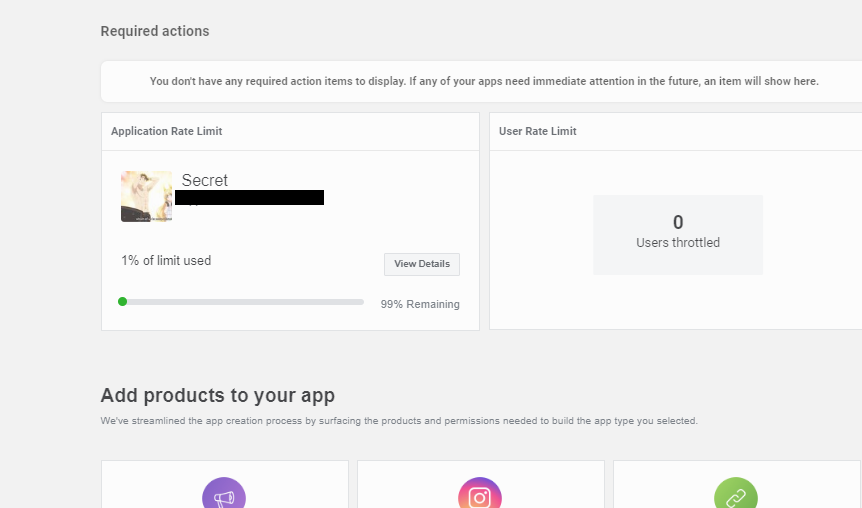 Required actions
You don't have any required action items to display. If any of your apps need immediate attention in the future, an item will show here.
Application Rate Limit
Secret
1% of limit used
View Details
99% Remaining
User Rate Limit
0
Users throttled
Add products to your app
We've streamlined the app creation process by surfacing the products and permissions needed to build the app type you selected.